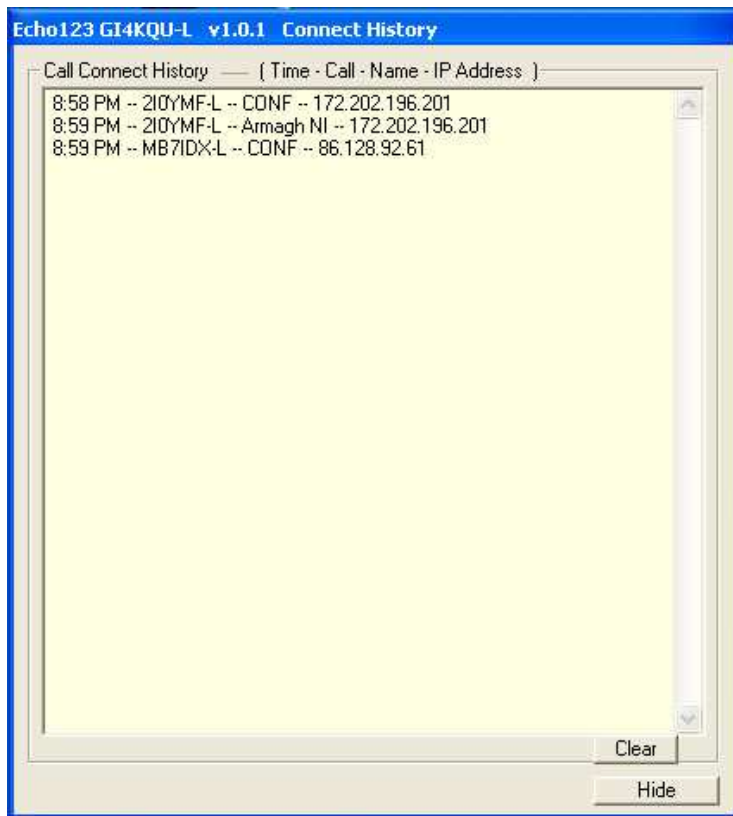 Echo123 GI4KQU-L v1.0.1 Connect History
Call Connect History ( Time - Call - Name - IP Address )
8:58 PM -- 2I0YMF-L -- CONF -- 172.202.196.201
8:59 PM -- 2I0YMF-L -- Armagh NI -- 172.202.196.201
8:59 PM -- MB7IDX-L -- CONF -- 86.128.92.61
Clear
Hide